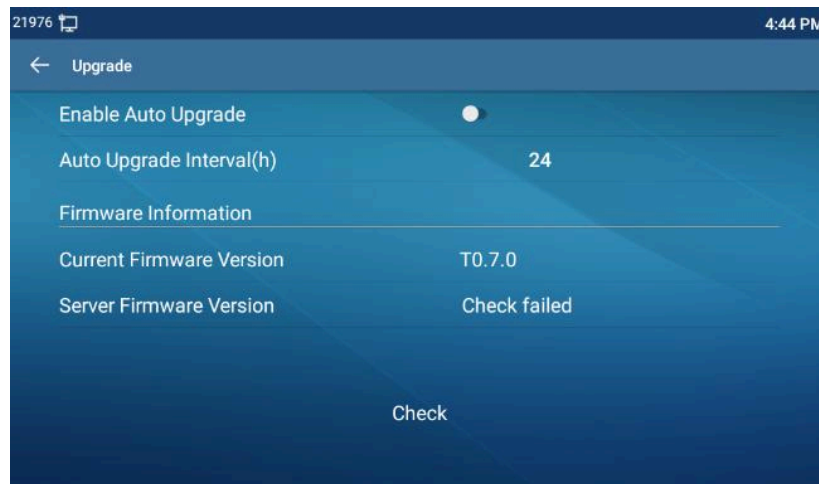 21976 4:44 PM
Upgrade
Enable Auto Upgrade
Auto Upgrade Interval(h) 24
Firmware Information
Current Firmware Version T0.7.0
Server Firmware Version Check failed
Check